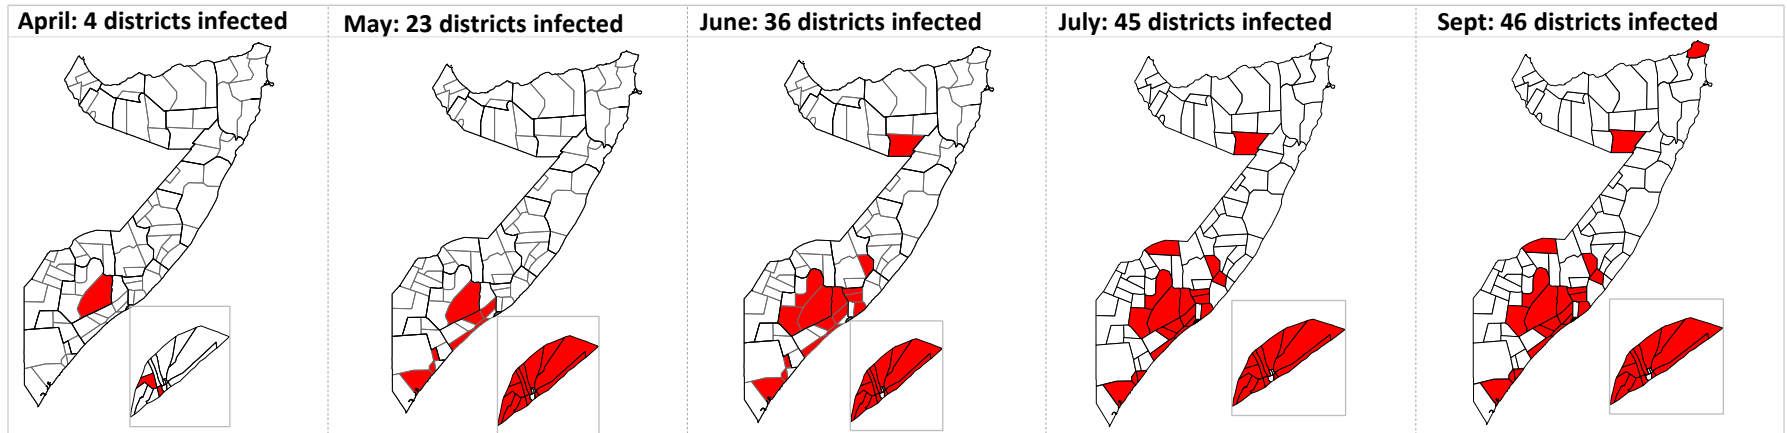 April: 4 districts infected
May: 23 districts infected
June: 36 districts infected
July: 45 districts infected
Sept: 46 districts infected